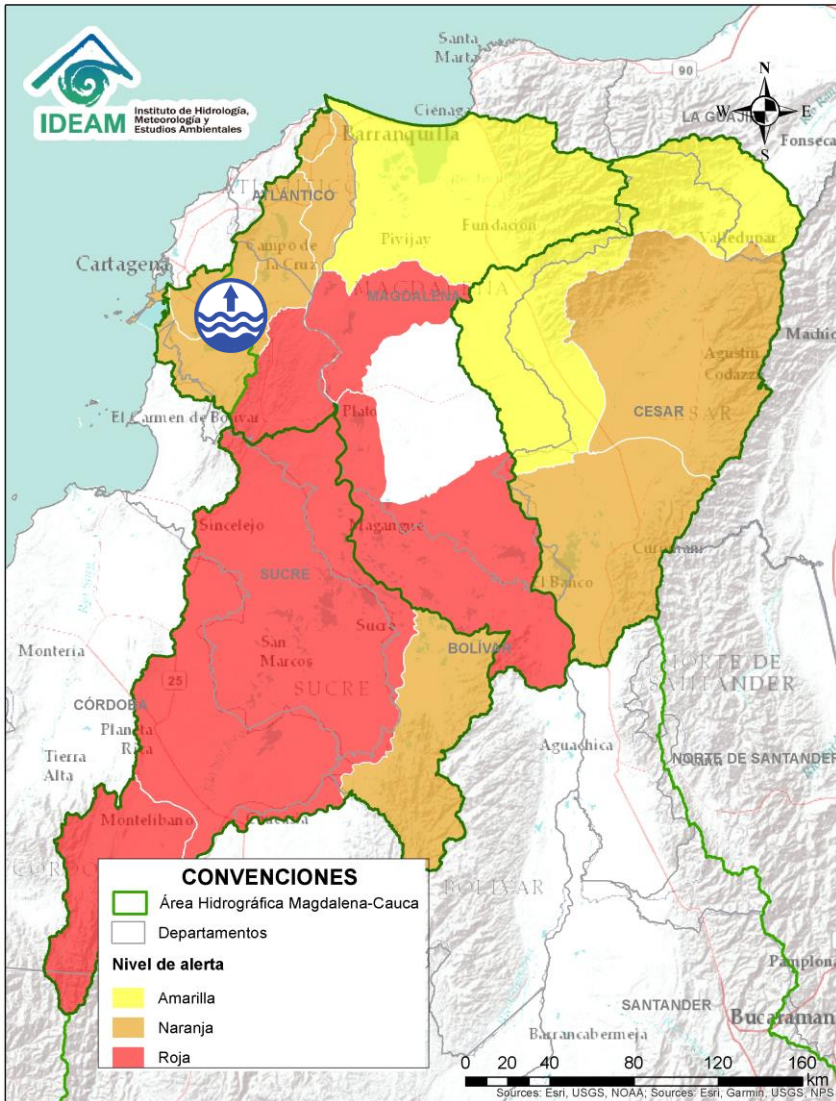 IDEAM
Instituto de Hidrología,
Meteorología y
Estudios Ambientales
Santa
Marta
90
N
W
E
S
LA GUAJI
Fonseca
Ciénaga
Barranquilla
ATLÁNTICO
Campo de
la Cruz
Pivijay
Fundación
Valledupar
Cartagena
MAGDALENA
Agustín
Codazzi
CESAR
El Carmen de Bolívar
Plato
Sincelejo
Magangué
SUCRE
El Banco
Sucre
San
Marcos
SUCRE
BOLÍVAR
Montería
25
CÓRDOBA
Planeta
Rica
Tierra
Alta
NORTE DE
SANTANDER
NORTE DE SANTANDER
Aguachica
Montelíbano
Caucasia
BOLÍVAR
CONVENCIONES
Área Hidrográfica Magdalena-Cauca
Departamentos
Nivel de alerta
Amarilla
Naranja
Roja
Pamplona
SANTANDER
Bucaraman
Barrancabermeja
0 20 40 80 120 160
km
Sources: Esri, USGS, NOAA; Sources: Esri, Garmin, USGS, NPS